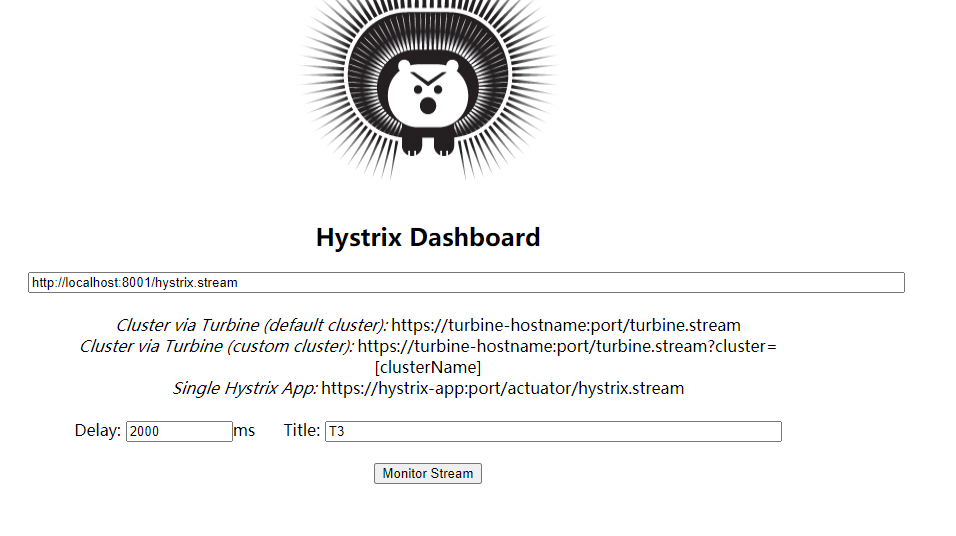 Hystrix Dashboard
http://localhost:8001/hystrix.stream
Cluster via Turbine (default cluster): https://turbine-hostname:port/turbine.stream
Cluster via Turbine (custom cluster): https://turbine-hostname:port/turbine.stream?cluster=
[clusterName]
Single Hystrix App: https://hystrix-app:port/actuator/hystrix.stream
Delay: 2000 ms Title: T3
Monitor Stream